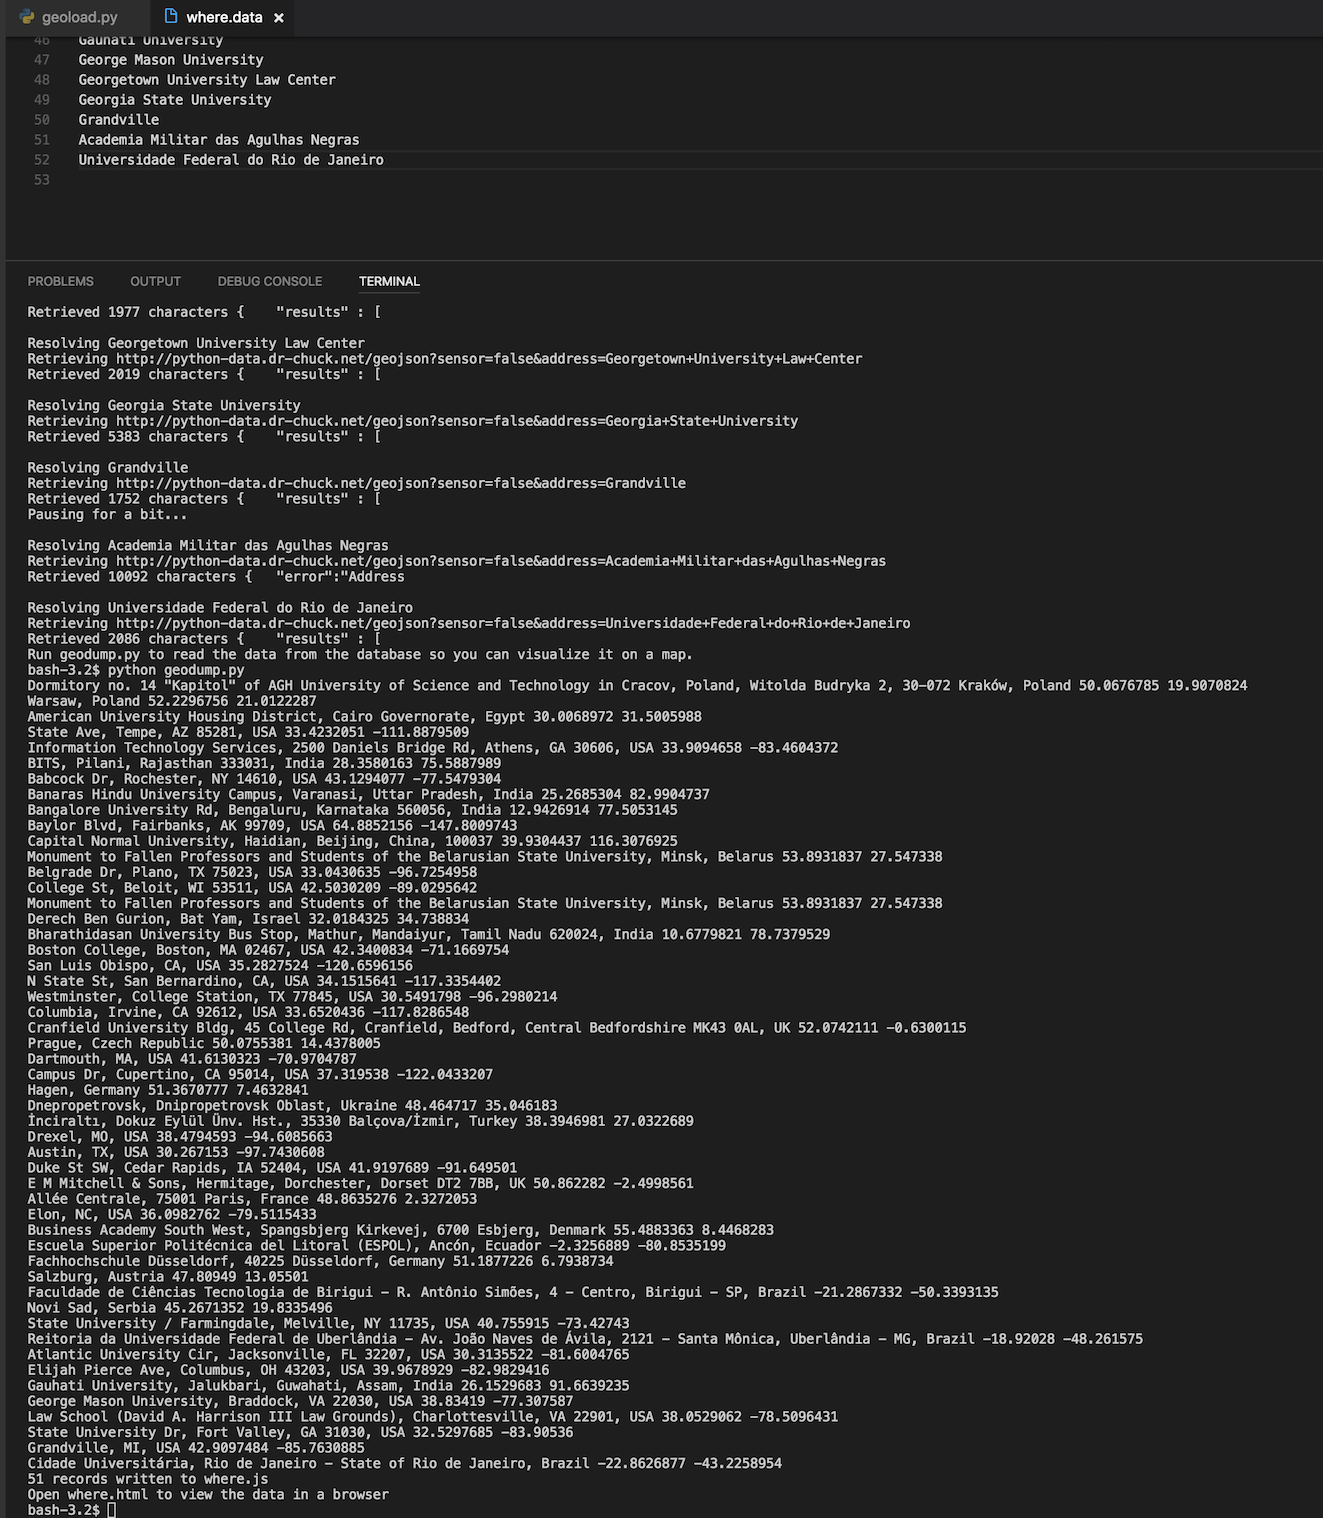 geoload.py
where.data
46 Gauhati University
47 George Mason University
48 Georgetown University Law Center
49 Georgia State University
50 Grandville
51 Academia Militar das Agulhas Negras
52 Universidade Federal do Rio de Janeiro
53
PROBLEMS OUTPUT DEBUG CONSOLE TERMINAL
Retrieved 1977 characters {    "results" : [
Resolving Georgetown University Law Center
Retrieving http://python-data.dr-chuck.net/geojson?sensor=false&address=Georgetown+University+Law+Center
Retrieved 2019 characters {    "results" : [
Resolving Georgia State University
Retrieving http://python-data.dr-chuck.net/geojson?sensor=false&address=Georgia+State+University
Retrieved 5383 characters {    "results" : [
Resolving Grandville
Retrieving http://python-data.dr-chuck.net/geojson?sensor=false&address=Grandville
Retrieved 1752 characters {    "results" : [
Pausing for a bit...
Resolving Academia Militar das Agulhas Negras
Retrieving http://python-data.dr-chuck.net/geojson?sensor=false&address=Academia+Militar+das+Agulhas+Negras
Retrieved 10092 characters {   "error":"Address
Resolving Universidade Federal do Rio de Janeiro
Retrieving http://python-data.dr-chuck.net/geojson?sensor=false&address=Universidade+Federal+do+Rio+de+Janeiro
Retrieved 2086 characters {    "results" : [
Run geodump.py to read the data from the database so you can visualize it on a map.
bash-3.2$ python geodump.py
Dormitory no. 14 "Kapitol" of AGH University of Science and Technology in Cracov, Poland, Witolda Budryka 2, 30-072 Kraków, Poland 50.0676785 19.9070824
Warsaw, Poland 52.2296756 21.0122287
American University Housing District, Cairo Governorate, Egypt 30.0068972 31.5005988
State Ave, Tempe, AZ 85281, USA 33.4232051 -111.8879509
Information Technology Services, 2500 Daniels Bridge Rd, Athens, GA 30606, USA 33.9094658 -83.4604372
BITS, Pilani, Rajasthan 333031, India 28.3580163 75.5887989
Babcock Dr, Rochester, NY 14610, USA 43.1294077 -77.5479304
Banaras Hindu University Campus, Varanasi, Uttar Pradesh, India 25.2685304 82.9904737
Bangalore University Rd, Bengaluru, Karnataka 560056, India 12.9426914 77.5053145
Baylor Blvd, Fairbanks, AK 99709, USA 64.8852156 -147.8009743
Capital Normal University, Haidian, Beijing, China, 100037 39.9304437 116.3076925
Monument to Fallen Professors and Students of the Belarusian State University, Minsk, Belarus 53.8931837 27.547338
Belgrade Dr, Plano, TX 75023, USA 33.0430635 -96.7254958
College St, Beloit, WI 53511, USA 42.5030209 -89.0295642
Monument to Fallen Professors and Students of the Belarusian State University, Minsk, Belarus 53.8931837 27.547338
Derech Ben Gurion, Bat Yam, Israel 32.0184325 34.738834
Bharathidasan University Bus Stop, Mathur, Mandaiyur, Tamil Nadu 620024, India 10.6779821 78.7379529
Boston College, Boston, MA 02467, USA 42.3400834 -71.1669754
San Luis Obispo, CA, USA 35.2827524 -120.6596156
N State St, San Bernardino, CA, USA 34.1515641 -117.3354402
Westminster, College Station, TX 77845, USA 30.5491798 -96.2980214
Columbia, Irvine, CA 92612, USA 33.6520436 -117.8286548
Cranfield University Bldg, 45 College Rd, Cranfield, Bedford, Central Bedfordshire MK43 0AL, UK 52.0742111 -0.6300115
Prague, Czech Republic 50.0755381 14.4378005
Dartmouth, MA, USA 41.6130323 -70.9704787
Campus Dr, Cupertino, CA 95014, USA 37.319538 -122.0433207
Hagen, Germany 51.3670777 7.4632841
Dnepropetrovsk, Dnipropetrovsk Oblast, Ukraine 48.464717 35.046183
İnciraltı, Dokuz Eylül Ünv. Hst., 35330 Balçova/İzmir, Turkey 38.3946981 27.0322689
Drexel, MO, USA 38.4794593 -94.6085663
Austin, TX, USA 30.267153 -97.7430608
Duke St SW, Cedar Rapids, IA 52404, USA 41.9197689 -91.649501
E M Mitchell & Sons, Hermitage, Dorchester, Dorset DT2 7BB, UK 50.862282 -2.4998561
Allée Centrale, 75001 Paris, France 48.8635276 2.3272053
Elon, NC, USA 36.0982762 -79.5115433
Business Academy South West, Spangsbjerg Kirkevej, 6700 Esbjerg, Denmark 55.4883363 8.4468283
Escuela Superior Politécnica del Litoral (ESPOL), Ancón, Ecuador -2.3256889 -80.8535199
Fachhochschule Düsseldorf, 40225 Düsseldorf, Germany 51.1877226 6.7938734
Salzburg, Austria 47.80949 13.05501
Faculdade de Ciências Tecnologia de Birigui - R. Antônio Simões, 4 - Centro, Birigui - SP, Brazil -21.2867332 -50.3393135
Novi Sad, Serbia 45.2671352 19.8335496
State University / Farmingdale, Melville, NY 11735, USA 40.755915 -73.42743
Reitoria da Universidade Federal de Uberlândia - Av. João Naves de Ávila, 2121 - Santa Mônica, Uberlândia - MG, Brazil -18.92028 -48.261575
Atlantic University Cir, Jacksonville, FL 32207, USA 30.3135522 -81.6004765
Elijah Pierce Ave, Columbus, OH 43203, USA 39.9678929 -82.9829416
Gauhati University, Jalukbari, Guwahati, Assam, India 26.1529683 91.6639235
George Mason University, Braddock, VA 22030, USA 38.83419 -77.307587
Law School (David A. Harrison III Law Grounds), Charlottesville, VA 22901, USA 38.0529062 -78.5096431
State University Dr, Fort Valley, GA 31030, USA 32.5297685 -83.90536
Grandville, MI, USA 42.9097484 -85.7630885
Cidade Universitária, Rio de Janeiro - State of Rio de Janeiro, Brazil -22.8626877 -43.2258954
51 records written to where.js
Open where.html to view the data in a browser
bash-3.2$